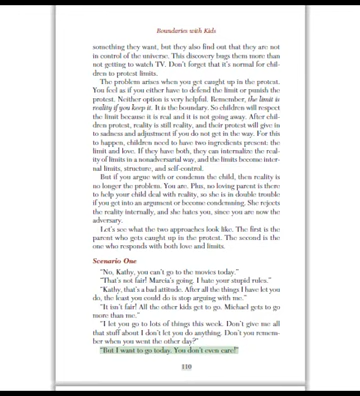 Boundaries with Kids
something they want, but they also find out that they are not
in control of the universe. This discovery bugs them more than
not getting to watch TV. Don't forget that it's normal for chil-
dren to protest limits.
The problem arises when you get caught up in the protest.
You feel as if you either have to defend the limit or punish the
protest. Neither option is very helpful. Remember, the limit is
reality if you keep it. It is the boundary. So children will respect
the limit because it is real and it is not going away. After chil-
dren protest, reality is still reality, and their protest will give in
to sadness and adjustment if you do not get in the way. For this
to happen, children need to have two ingredients present: the
limit and love. If they have both, they can internalize the real-
ity of limits in a nonadversarial way, and the limits become inter-
nal limits, structure, and self-control.
But if you argue with or condemn the child, then reality is
no longer the problem. You are. Plus, no loving parent is there
to help your child deal with reality, so she is in double trouble
if you get into an argument or become condemning. She rejects
the reality internally, and she hates you, since you are now the
adversary.
Let's see what the two approaches look like. The first is the
parent who gets caught up in the protest. The second is the
one who responds with both love and limits.
Scenario One
"No, Kathy, you can't go to the movies today."
"That's not fair! Marcia's going. I hate your stupid rules."
"Kathy, that's a bad attitude. After all the things I have let you
do, the least you could do is stop arguing with me."
"It isn't fair! All the other kids get to go. Michael gets to go
more than me."
"I let you go to lots of things this week. Don't give me all
that stuff about I don't let you do anything. Don't you remem-
ber when you went the other day?"
"But I want to go today. You don't even care!"
110